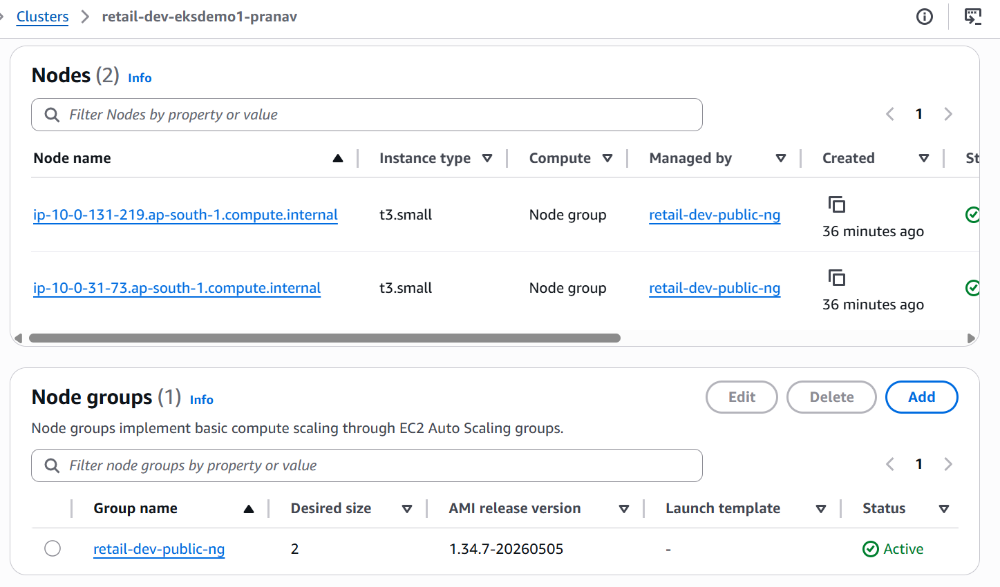 Clusters > retail-dev-eksdemo1-pranav
Nodes (2) Info
Filter Nodes by property or value
1
Node name Instance type Compute Managed by Created St
ip-10-0-131-219.ap-south-1.compute.internal t3.small Node group retail-dev-public-ng 36 minutes ago
ip-10-0-31-73.ap-south-1.compute.internal t3.small Node group retail-dev-public-ng 36 minutes ago
Node groups (1) Info Edit Delete Add
Node groups implement basic compute scaling through EC2 Auto Scaling groups.
Filter node groups by property or value
1
Group name Desired size AMI release version Launch template Status
retail-dev-public-ng 2 1.34.7-20260505 - Active